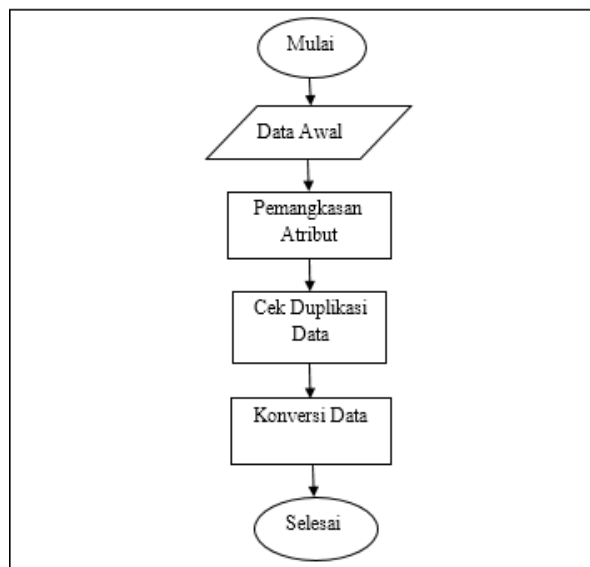 Mulai
Data Awal
Pemangkasan
Atribut
Cek Duplikasi
Data
Konversi Data
Selesai